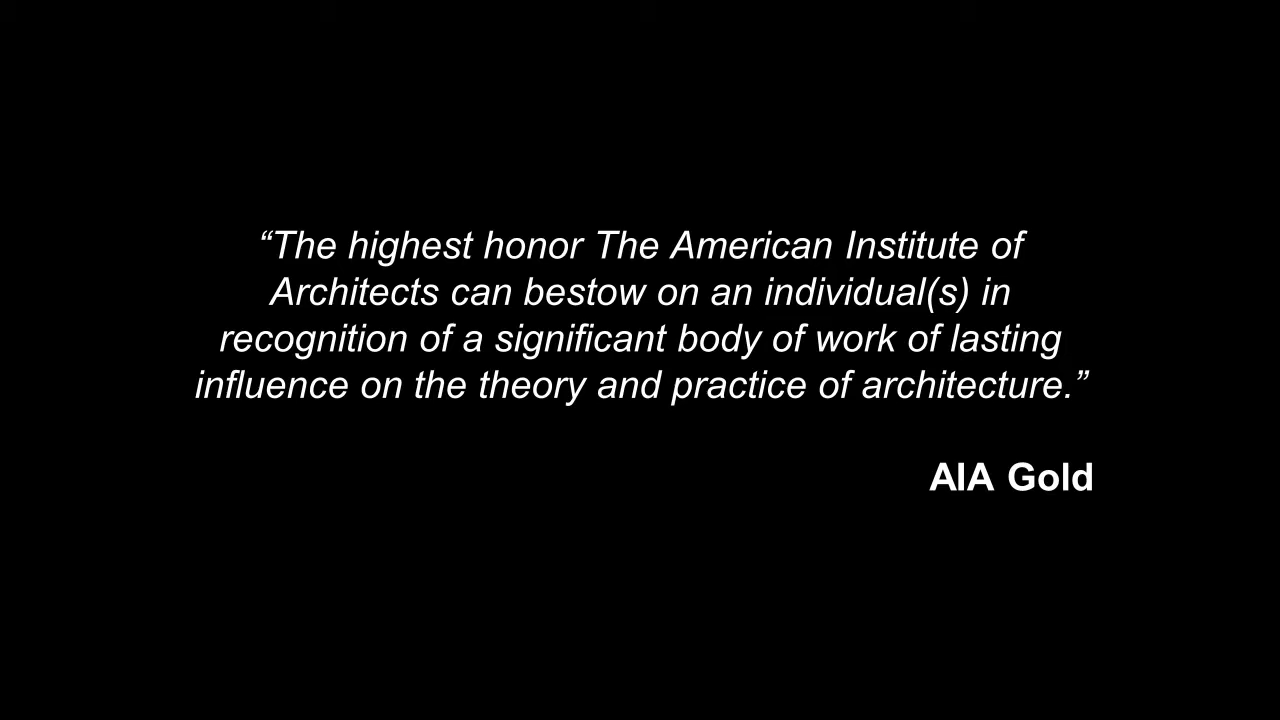 “The highest honor The American Institute of
Architects can bestow on an individual(s) in
recognition of a significant body of work of lasting
influence on the theory and practice of architecture.”
AIA Gold